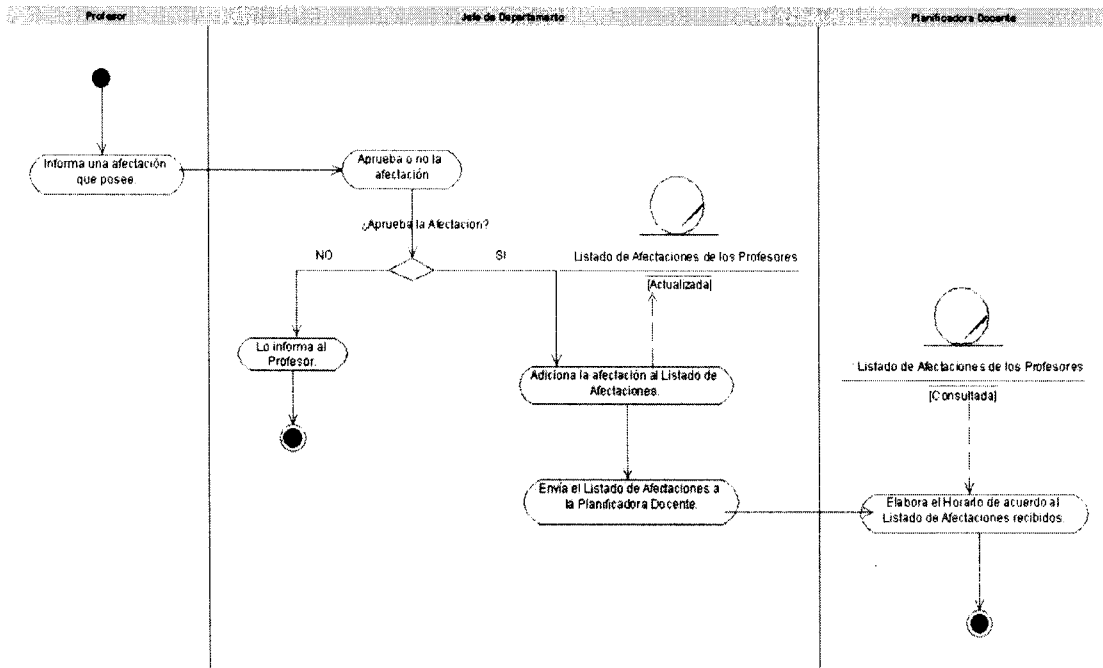 Profesor
Jefe de Departamento
Planificadora Docente
Informa una afectación
que posee.
Aprueba o no la
afectación
¿Aprueba la Afectacion?
NO
SI
Lo informa al
Profesor.
Listado de Afectaciones de los Profesores
[Actualizada]
Adiciona la afectación al Listado de
Afectaciones.
Envía el Listado de Afectaciones a
la Planificadora Docente.
Listado de Afectaciones de los Profesores
[Consultada]
Elabora el Horario de acuerdo al
Listado de Afectaciones recibidos.